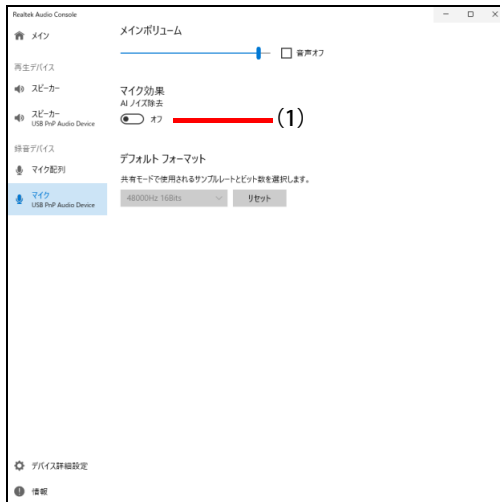 Realtek Audio Console
メイン
再生デバイス
スピーカー
スピーカー
USB PnP Audio Device
録音デバイス
マイク配列
マイク
USB PnP Audio Device
デバイス詳細設定
情報
メインボリューム
音声オフ
マイク効果
AI ノイズ除去
オフ
(1)
デフォルト フォーマット
共有モードで使用されるサンプルレートとビット数を選択します。
48000Hz 16Bits
リセット